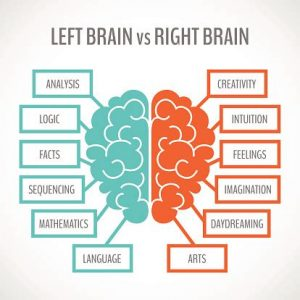 LEFT BRAIN vs RIGHT BRAIN
ANALYSIS
LOGIC
FACTS
SEQUENCING
MATHEMATICS
LANGUAGE
CREATIVITY
INTUITION
FEELINGS
IMAGINATION
DAYDREAMING
ARTS